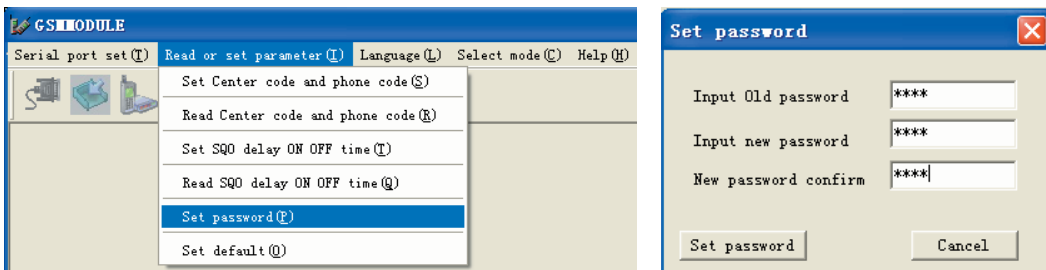 Serial port set(T) Read or set parameter(I) Language(L) Select mode(C) Help(H)
Set Center code and phone code(S)
Read Center code and phone code(R)
Set SQO delay ON OFF time(T)
Read SQO delay ON OFF time(Q)
Set password(P)
Set default(O)
Set password
Input Old password ****
Input new password ****
New password confirm ****
Set password Cancel